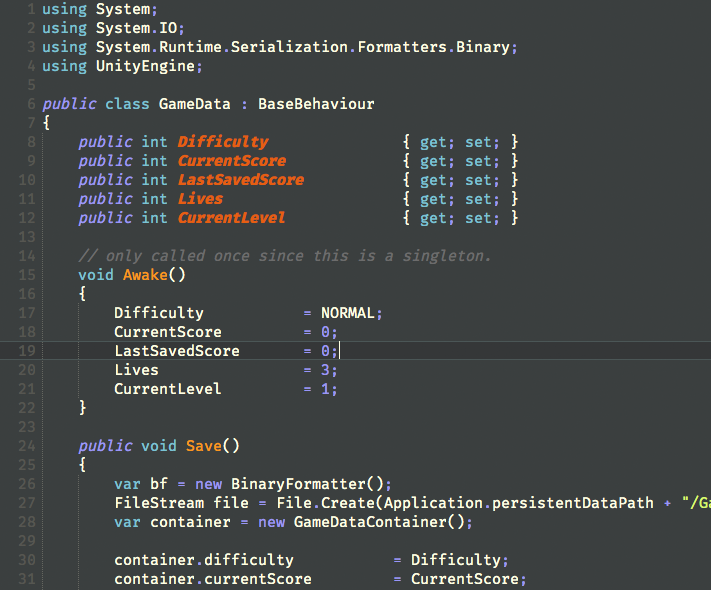 1 using System;
2 using System.IO;
3 using System.Runtime.Serialization.Formatters.Binary;
4 using UnityEngine;
5
6 public class GameData : BaseBehaviour
7 {
8     public int Difficulty               { get; set; }
9     public int CurrentScore             { get; set; }
10     public int LastSavedScore           { get; set; }
11     public int Lives                    { get; set; }
12     public int CurrentLevel             { get; set; }
13
14     // only called once since this is a singleton.
15     void Awake()
16     {
17         Difficulty           = NORMAL;
18         CurrentScore         = 0;
19         LastSavedScore       = 0;
20         Lives                = 3;
21         CurrentLevel         = 1;
22     }
23
24     public void Save()
25     {
26         var bf = new BinaryFormatter();
27         FileStream file = File.Create(Application.persistentDataPath + "/Ga
28         var container = new GameDataContainer();
29
30         container.difficulty           = Difficulty;
31         container.currentScore         = CurrentScore;